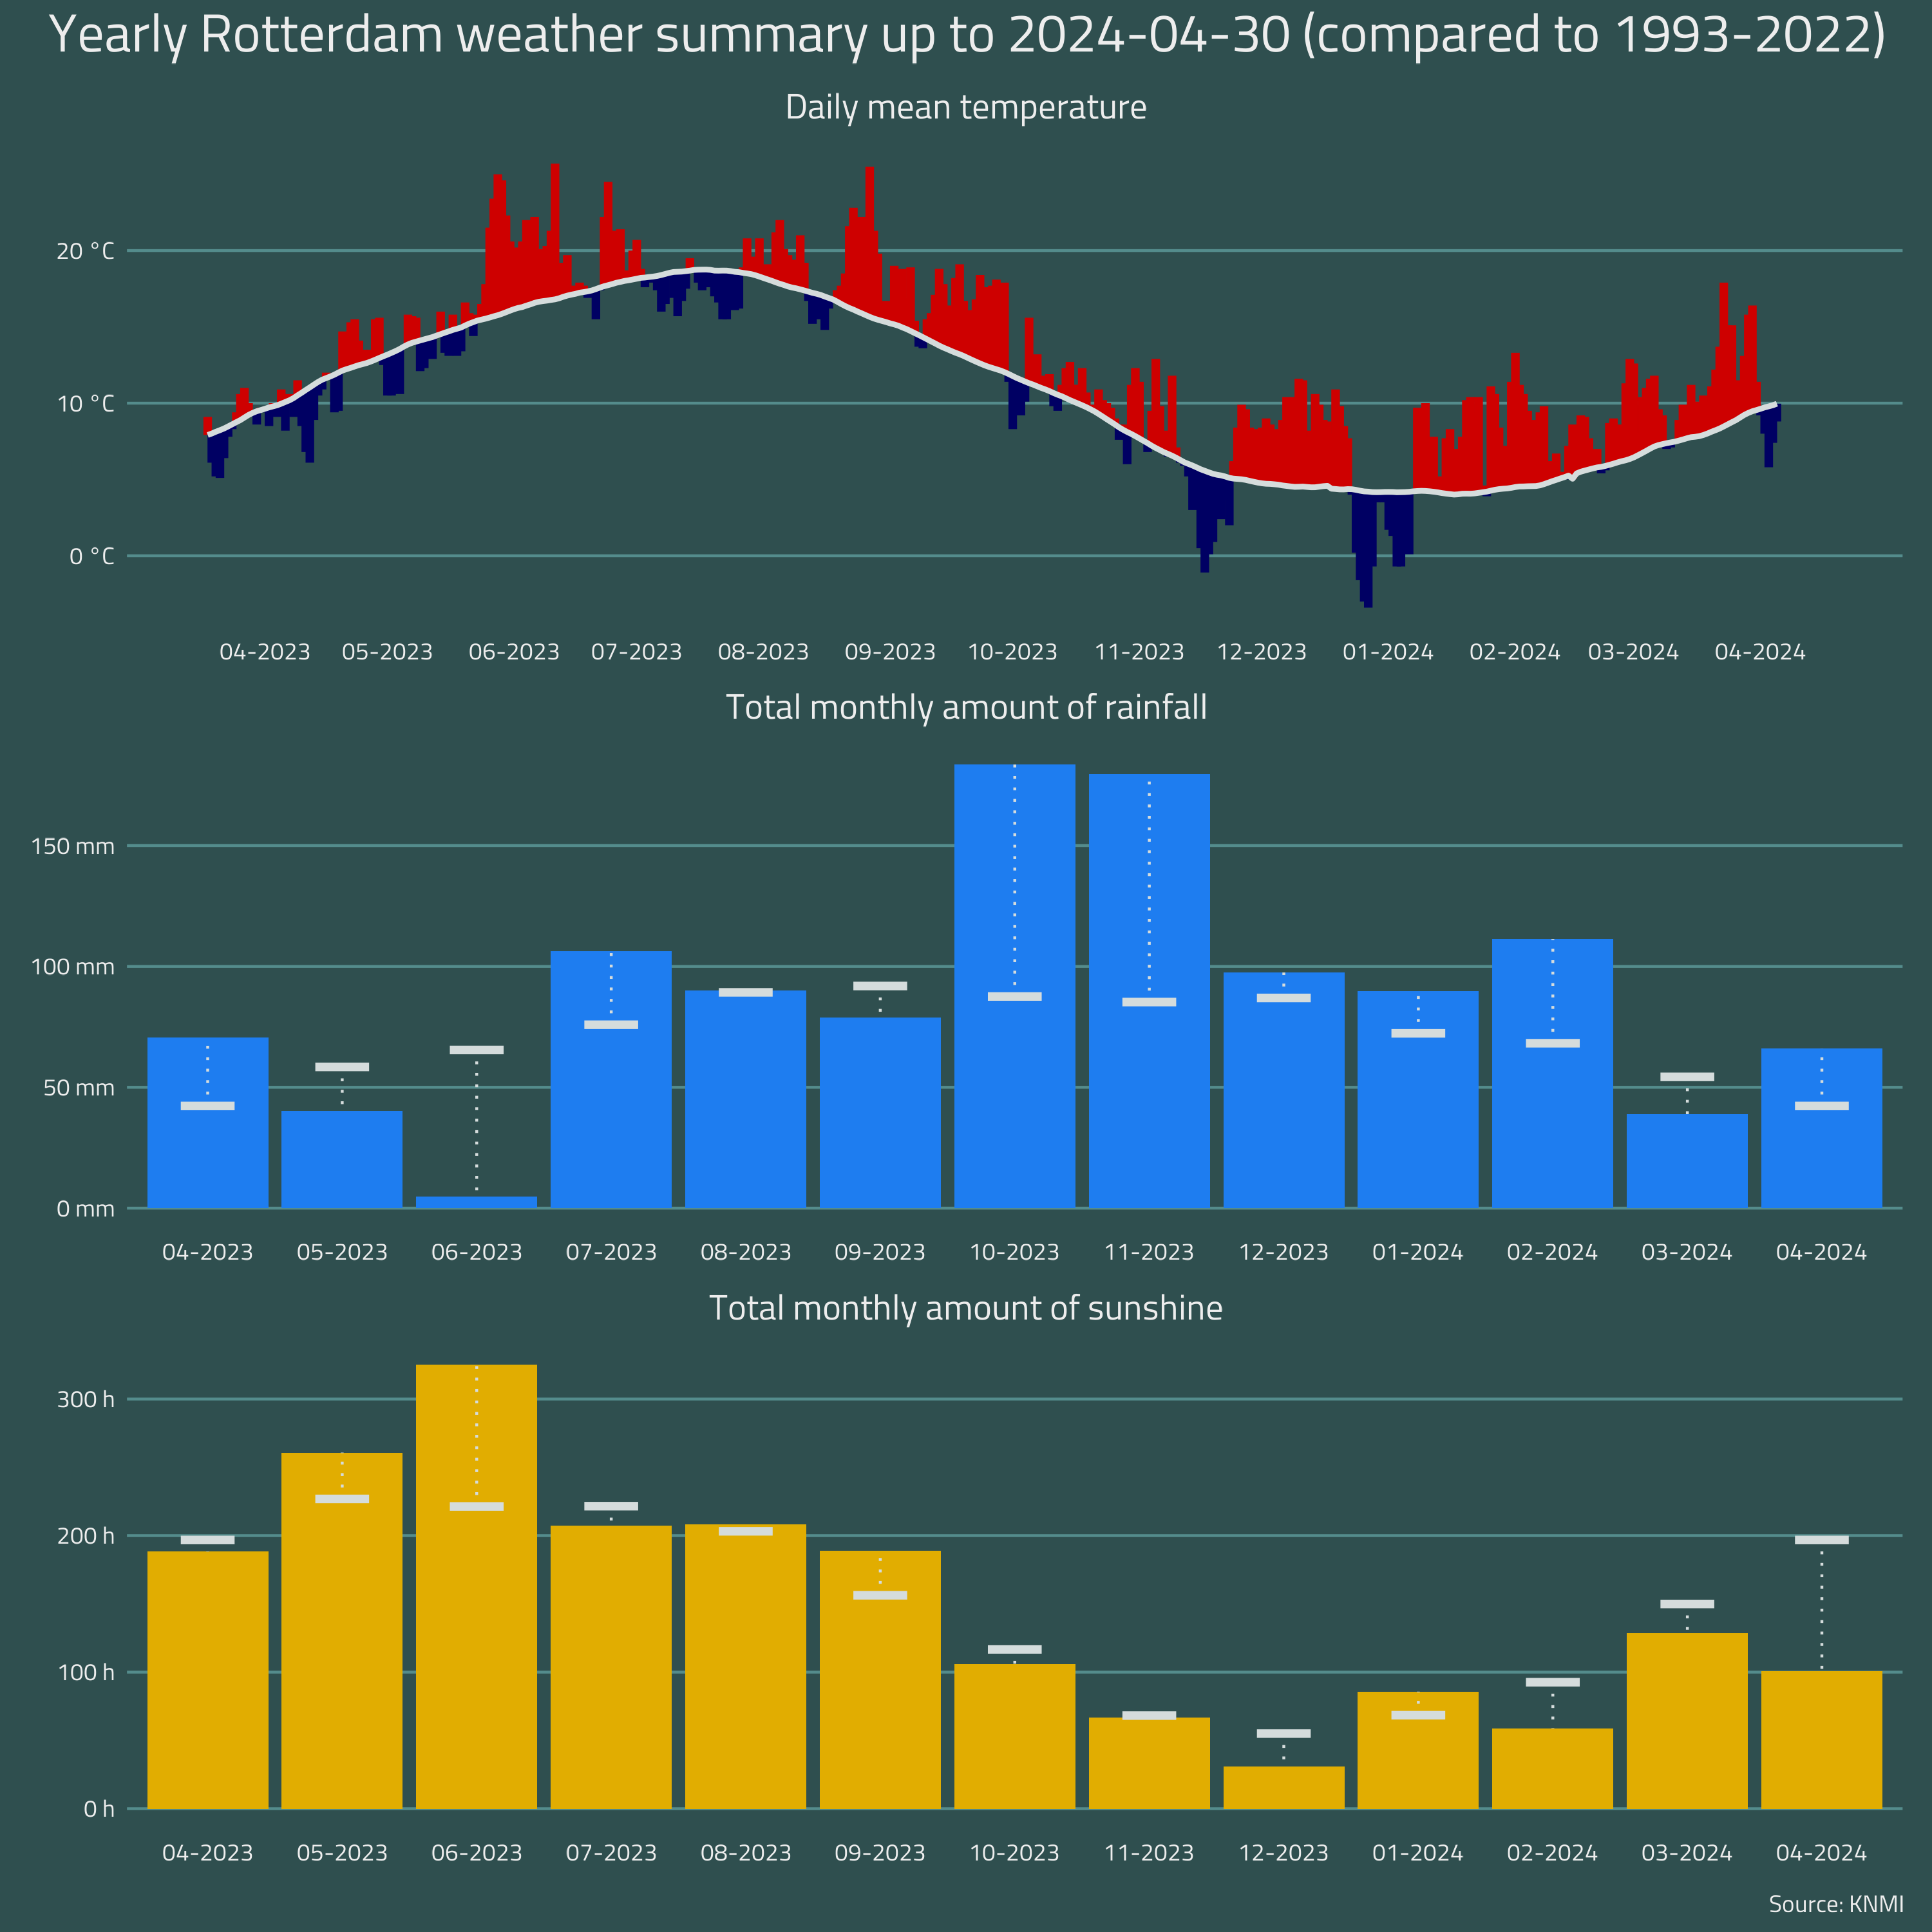 Yearly Rotterdam weather summary up to 2024-04-30 (compared to 1993-2022)
Daily mean temperature
20 °C
10 °C
0 °C
04-2023 05-2023 06-2023 07-2023 08-2023 09-2023 10-2023 11-2023 12-2023 01-2024 02-2024 03-2024 04-2024
Total monthly amount of rainfall
150 mm
100 mm
50 mm
0 mm
04-2023 05-2023 06-2023 07-2023 08-2023 09-2023 10-2023 11-2023 12-2023 01-2024 02-2024 03-2024 04-2024
Total monthly amount of sunshine
300 h
200 h
100 h
0 h
04-2023 05-2023 06-2023 07-2023 08-2023 09-2023 10-2023 11-2023 12-2023 01-2024 02-2024 03-2024 04-2024
Source: KNMI